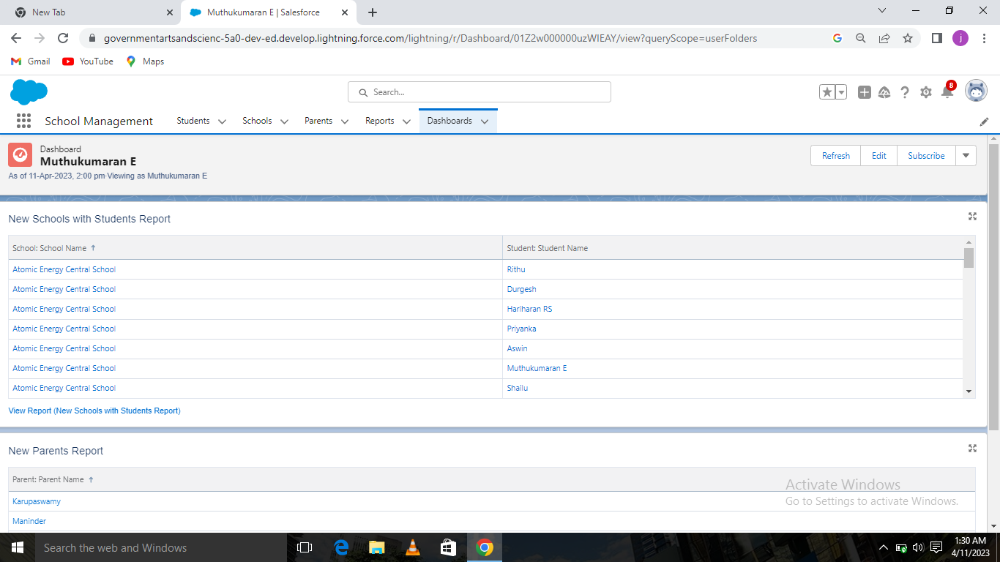 New Tab
Muthukumaran E | Salesforce
governmentartsandscienc-5a0-dev-ed.develop.lightning.force.com/lightning/r/Dashboard/01Z2w000000uzWIEAY/view?queryScope=userFolders
j
Gmail YouTube Maps
Search...
8
School Management Students Schools Parents Reports Dashboards
Dashboard
Muthukumaran E
As of 11-Apr-2023, 2:00 pm·Viewing as Muthukumaran E
Refresh Edit Subscribe
New Schools with Students Report
School: School Name ↑ Student: Student Name
Atomic Energy Central School Rithu
Atomic Energy Central School Durgesh
Atomic Energy Central School Hariharan RS
Atomic Energy Central School Priyanka
Atomic Energy Central School Aswin
Atomic Energy Central School Muthukumaran E
Atomic Energy Central School Shailu
View Report (New Schools with Students Report)
New Parents Report
Parent: Parent Name ↑
Karupaswamy
Maninder
Activate Windows
Go to Settings to activate Windows.
Search the web and Windows
1:30 AM
4/11/2023